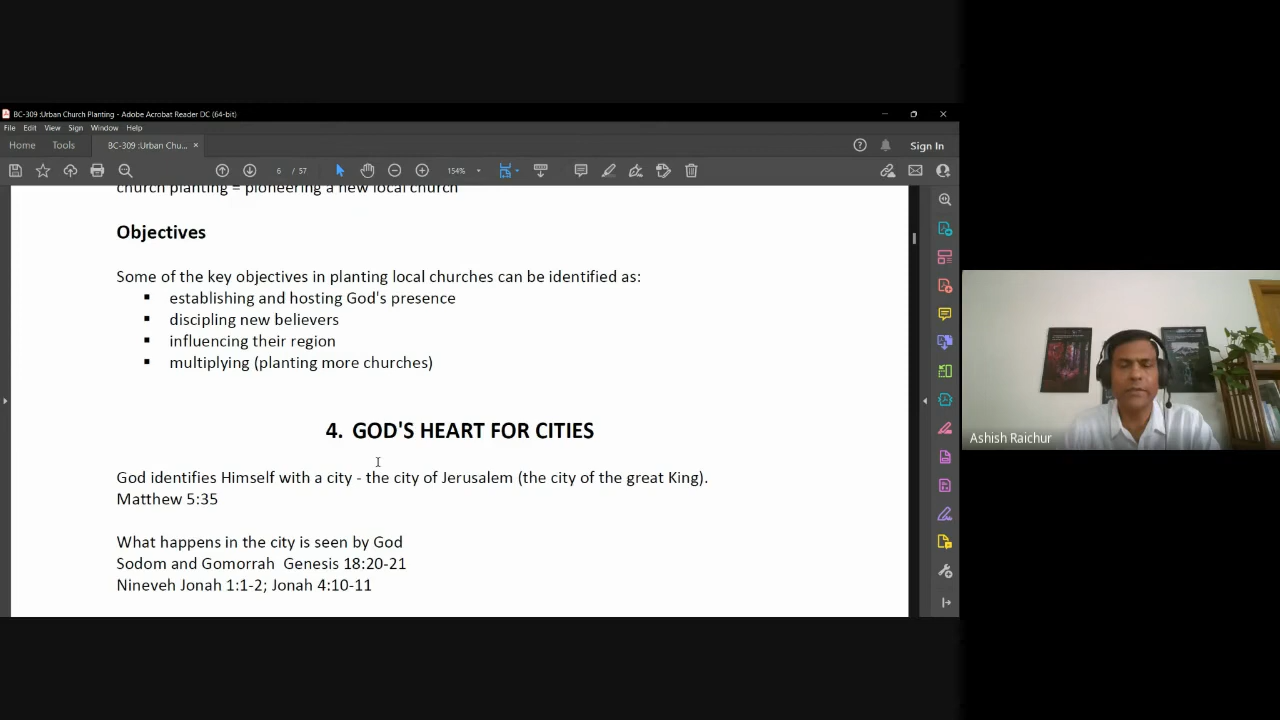 BC-309 :Urban Church Planting - Adobe Acrobat Reader DC (64-bit)
File Edit View Sign Window Help
Home Tools BC-309 :Urban Chu... × Sign In
6 / 57 154%
church planting = pioneering a new local church
Objectives
Some of the key objectives in planting local churches can be identified as:
▪ establishing and hosting God's presence
▪ discipling new believers
▪ influencing their region
▪ multiplying (planting more churches)
4. GOD'S HEART FOR CITIES
God identifies Himself with a city - the city of Jerusalem (the city of the great King).
Matthew 5:35
What happens in the city is seen by God
Sodom and Gomorrah  Genesis 18:20-21
Nineveh Jonah 1:1-2; Jonah 4:10-11
Ashish Raichur